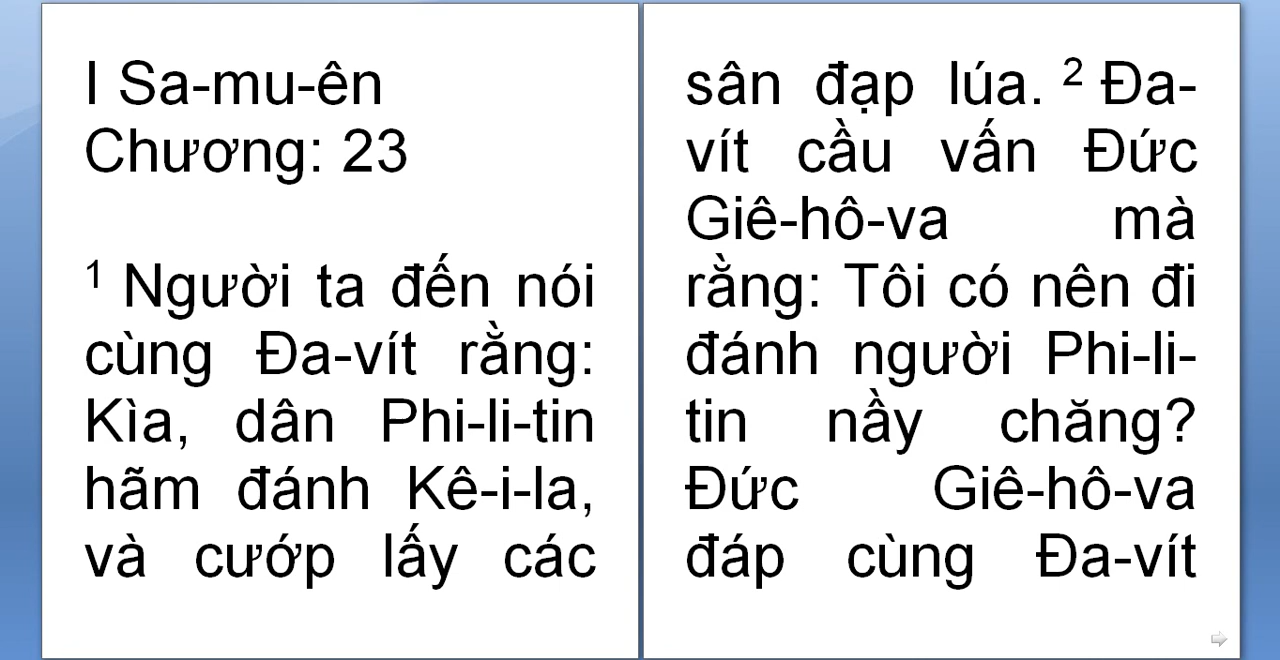 I Sa-mu-ên
Chương: 23
1 Người ta đến nói
cùng Đa-vít rằng:
Kìa, dân Phi-li-tin
hãm đánh Kê-i-la,
và cướp lấy các
sân đạp lúa. 2 Đa-
vít cầu vấn Đức
Giê-hô-va mà
rằng: Tôi có nên đi
đánh người Phi-li-
tin nầy chăng?
Đức Giê-hô-va
đáp cùng Đa-vít